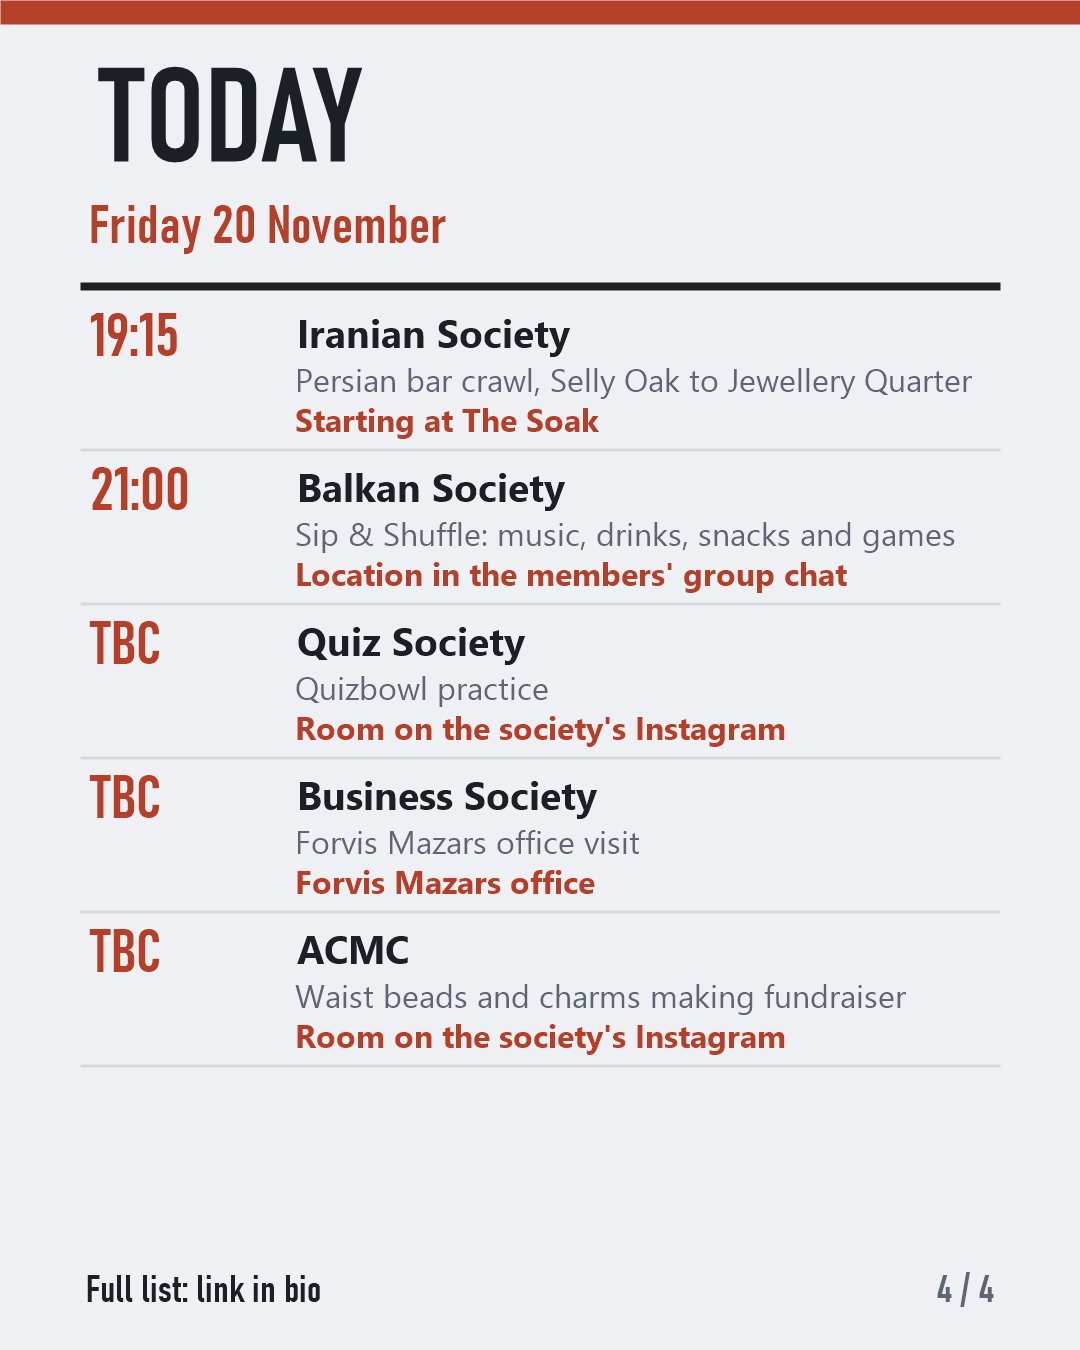 TODAY
Friday 20 November
19:15
Iranian Society
Persian bar crawl, Selly Oak to Jewellery Quarter
Starting at The Soak
21:00
Balkan Society
Sip & Shuffle: music, drinks, snacks and games
Location in the members' group chat
TBC
Quiz Society
Quizbowl practice
Room on the society's Instagram
TBC
Business Society
Forvis Mazars office visit
Forvis Mazars office
TBC
ACMC
Waist beads and charms making fundraiser
Room on the society's Instagram
Full list: link in bio
4 / 4